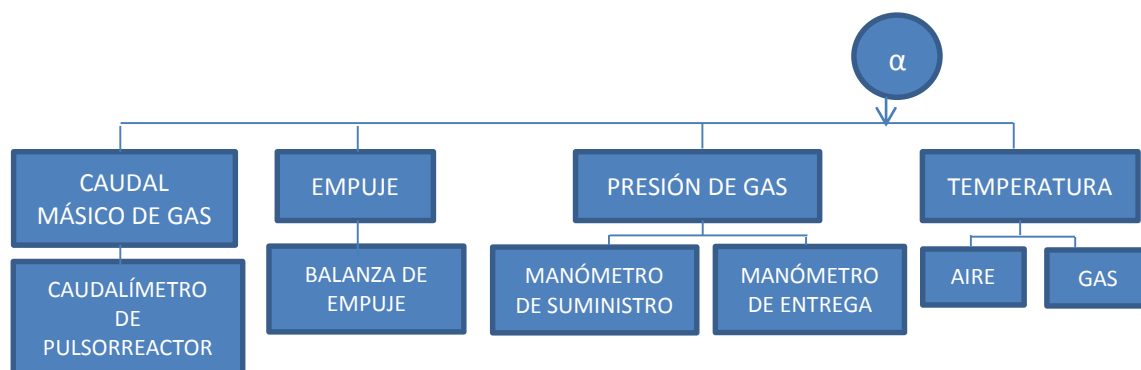 α
CAUDAL
MÁSICO DE GAS
EMPUJE
PRESIÓN DE GAS
TEMPERATURA
CAUDALÍMETRO
DE
PULSORREACTOR
BALANZA DE
EMPUJE
MANÓMETRO
DE SUMINISTRO
MANÓMETRO
DE ENTREGA
AIRE
GAS